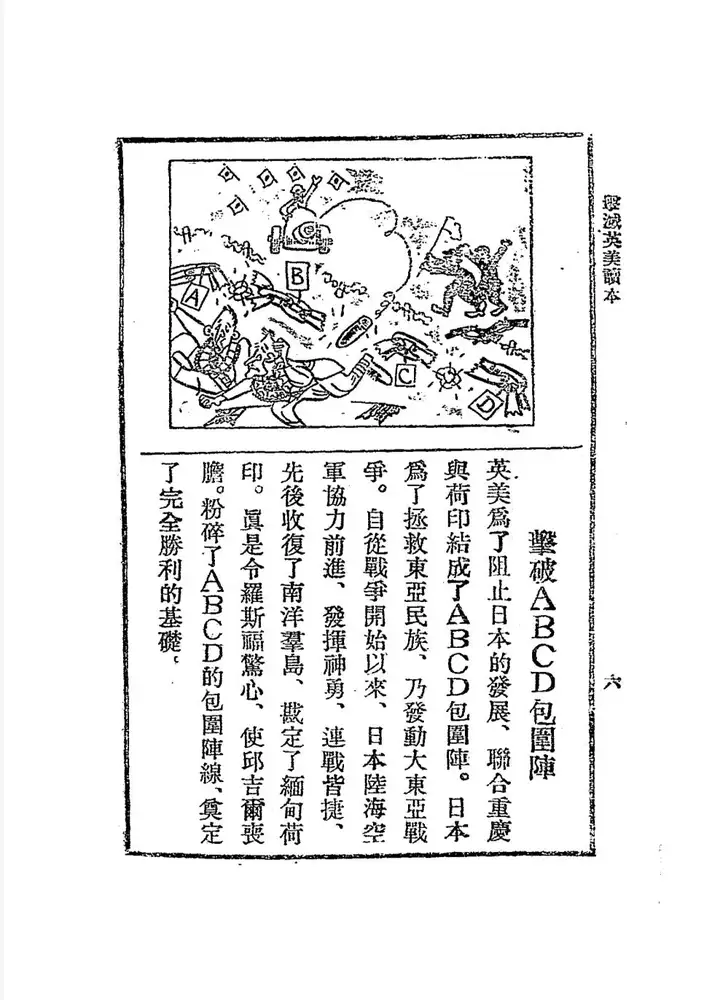 擊滅英美讀本
六
擊破ABCD包圍陣
英美爲了阻止日本的發展、聯合重慶
與荷印結成了ABCD包圍陣。日本
爲了拯救東亞民族、乃發動大東亞戰
爭。自從戰爭開始以來、日本陸海空
軍協力前進、發揮神勇、連戰皆捷、
先後收復了南洋羣島、戡定了緬甸荷
印。眞是令羅斯福驚心、使邱吉爾喪
膽。粉碎了ABCD的包圍陣線、奠定
了完全勝利的基礎。
B
A
C
D